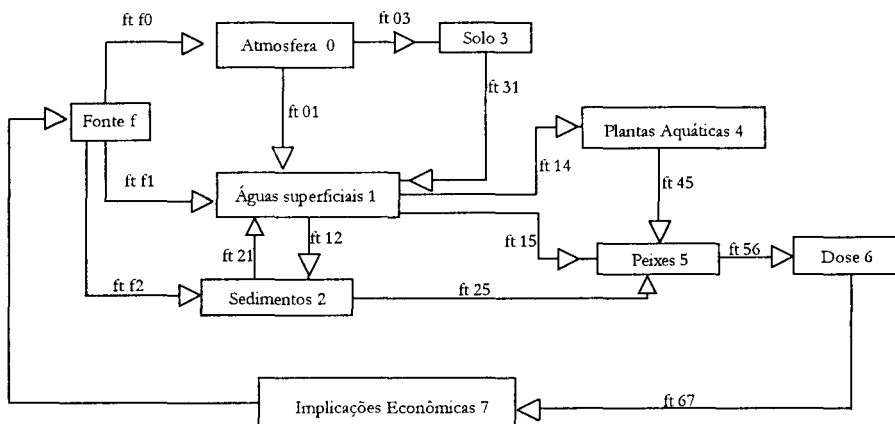 ft f0
ft 03
Atmosfera 0
Solo 3
ft 01
ft 31
Fonte f
Plantas Aquáticas 4
ft f1
ft 14
Águas superficiais 1
ft 45
ft 21
ft 12
ft 15
Peixes 5
ft 56
Dose 6
ft f2
Sedimentos 2
ft 25
Implicações Econômicas 7
ft 67